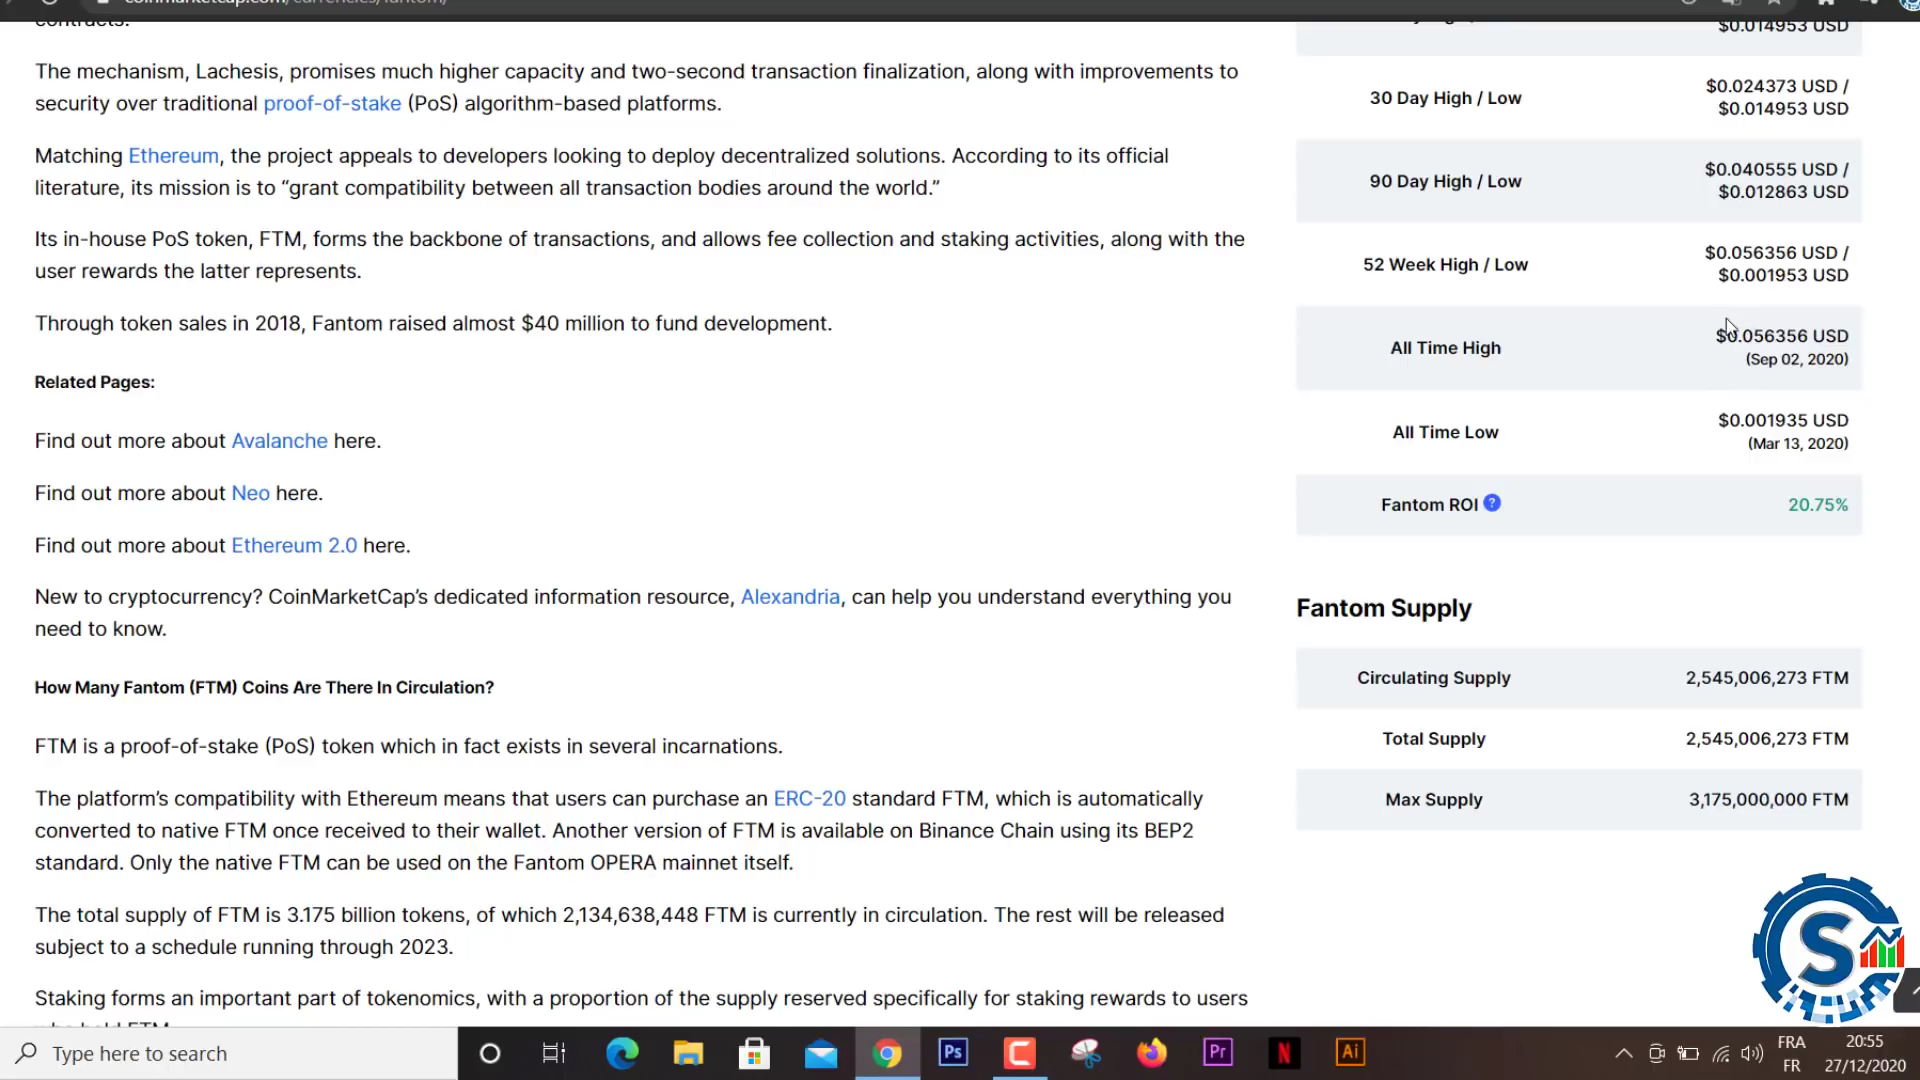 coinmarketcap.com/currencies/fantom/
contracts.
The mechanism, Lachesis, promises much higher capacity and two-second transaction finalization, along with improvements to
security over traditional proof-of-stake (PoS) algorithm-based platforms.
Matching Ethereum, the project appeals to developers looking to deploy decentralized solutions. According to its official
literature, its mission is to “grant compatibility between all transaction bodies around the world.”
Its in-house PoS token, FTM, forms the backbone of transactions, and allows fee collection and staking activities, along with the
user rewards the latter represents.
Through token sales in 2018, Fantom raised almost $40 million to fund development.
Related Pages:
Find out more about Avalanche here.
Find out more about Neo here.
Find out more about Ethereum 2.0 here.
New to cryptocurrency? CoinMarketCap’s dedicated information resource, Alexandria, can help you understand everything you
need to know.
How Many Fantom (FTM) Coins Are There In Circulation?
FTM is a proof-of-stake (PoS) token which in fact exists in several incarnations.
The platform’s compatibility with Ethereum means that users can purchase an ERC-20 standard FTM, which is automatically
converted to native FTM once received to their wallet. Another version of FTM is available on Binance Chain using its BEP2
standard. Only the native FTM can be used on the Fantom OPERA mainnet itself.
The total supply of FTM is 3.175 billion tokens, of which 2,134,638,448 FTM is currently in circulation. The rest will be released
subject to a schedule running through 2023.
Staking forms an important part of tokenomics, with a proportion of the supply reserved specifically for staking rewards to users
who hold FTM.
$0.014953 USD
30 Day High / Low
$0.024373 USD /
$0.014953 USD
90 Day High / Low
$0.040555 USD /
$0.012863 USD
52 Week High / Low
$0.056356 USD /
$0.001953 USD
All Time High
$0.056356 USD
(Sep 02, 2020)
All Time Low
$0.001935 USD
(Mar 13, 2020)
Fantom ROI ?
20.75%
Fantom Supply
Circulating Supply
2,545,006,273 FTM
Total Supply
2,545,006,273 FTM
Max Supply
3,175,000,000 FTM
S
Type here to search
Ps
Pr
N
Ai
FRA
FR
20:55
27/12/2020